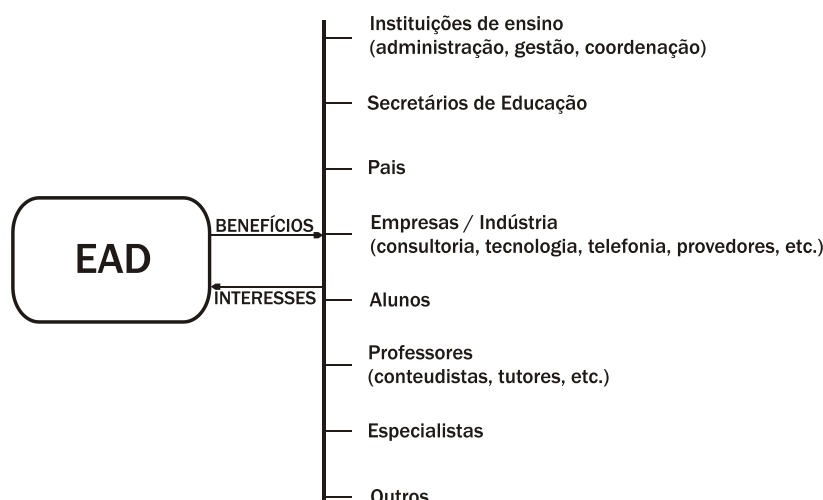 Instituições de ensino
(administração, gestão, coordenação)
Secretários de Educação
Pais
BENEFÍCIOS
Empresas / Indústria
(consultoria, tecnologia, telefonia, provedores, etc.)
EAD
INTERESSES
Alunos
Professores
(conteudistas, tutores, etc.)
Especialistas
Outros